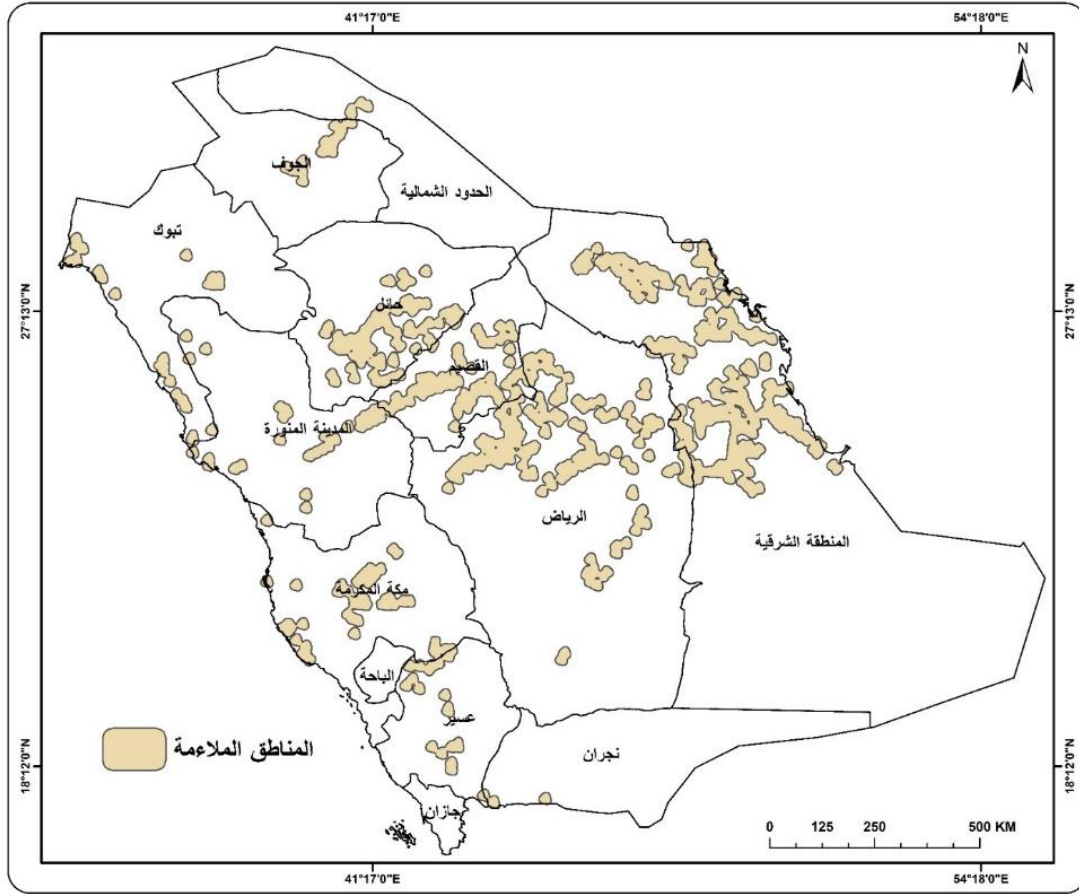 41°17'0"E 54°18'0"E
N
الجوف
الحدود الشمالية
تبوك
27°13'0"N 27°13'0"N
حائل
القصيم
المدينة المنورة
الرياض
المنطقة الشرقية
مكة المكرمة
الباحة
عسير
المناطق الملاءمة
نجران
18°12'0"N 18°12'0"N
جازان
0 125 250 500 KM
41°17'0"E 54°18'0"E